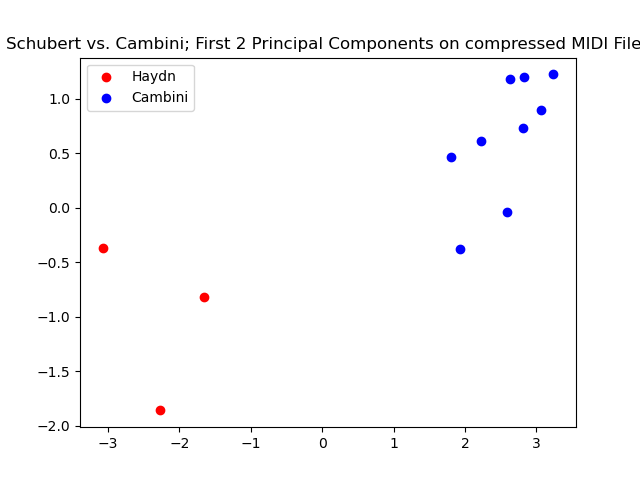 Schubert vs. Cambini; First 2 Principal Components on compressed MIDI File
Haydn
Cambini
1.0
0.5
0.0
−0.5
−1.0
−1.5
−2.0
−3 −2 −1 0 1 2 3